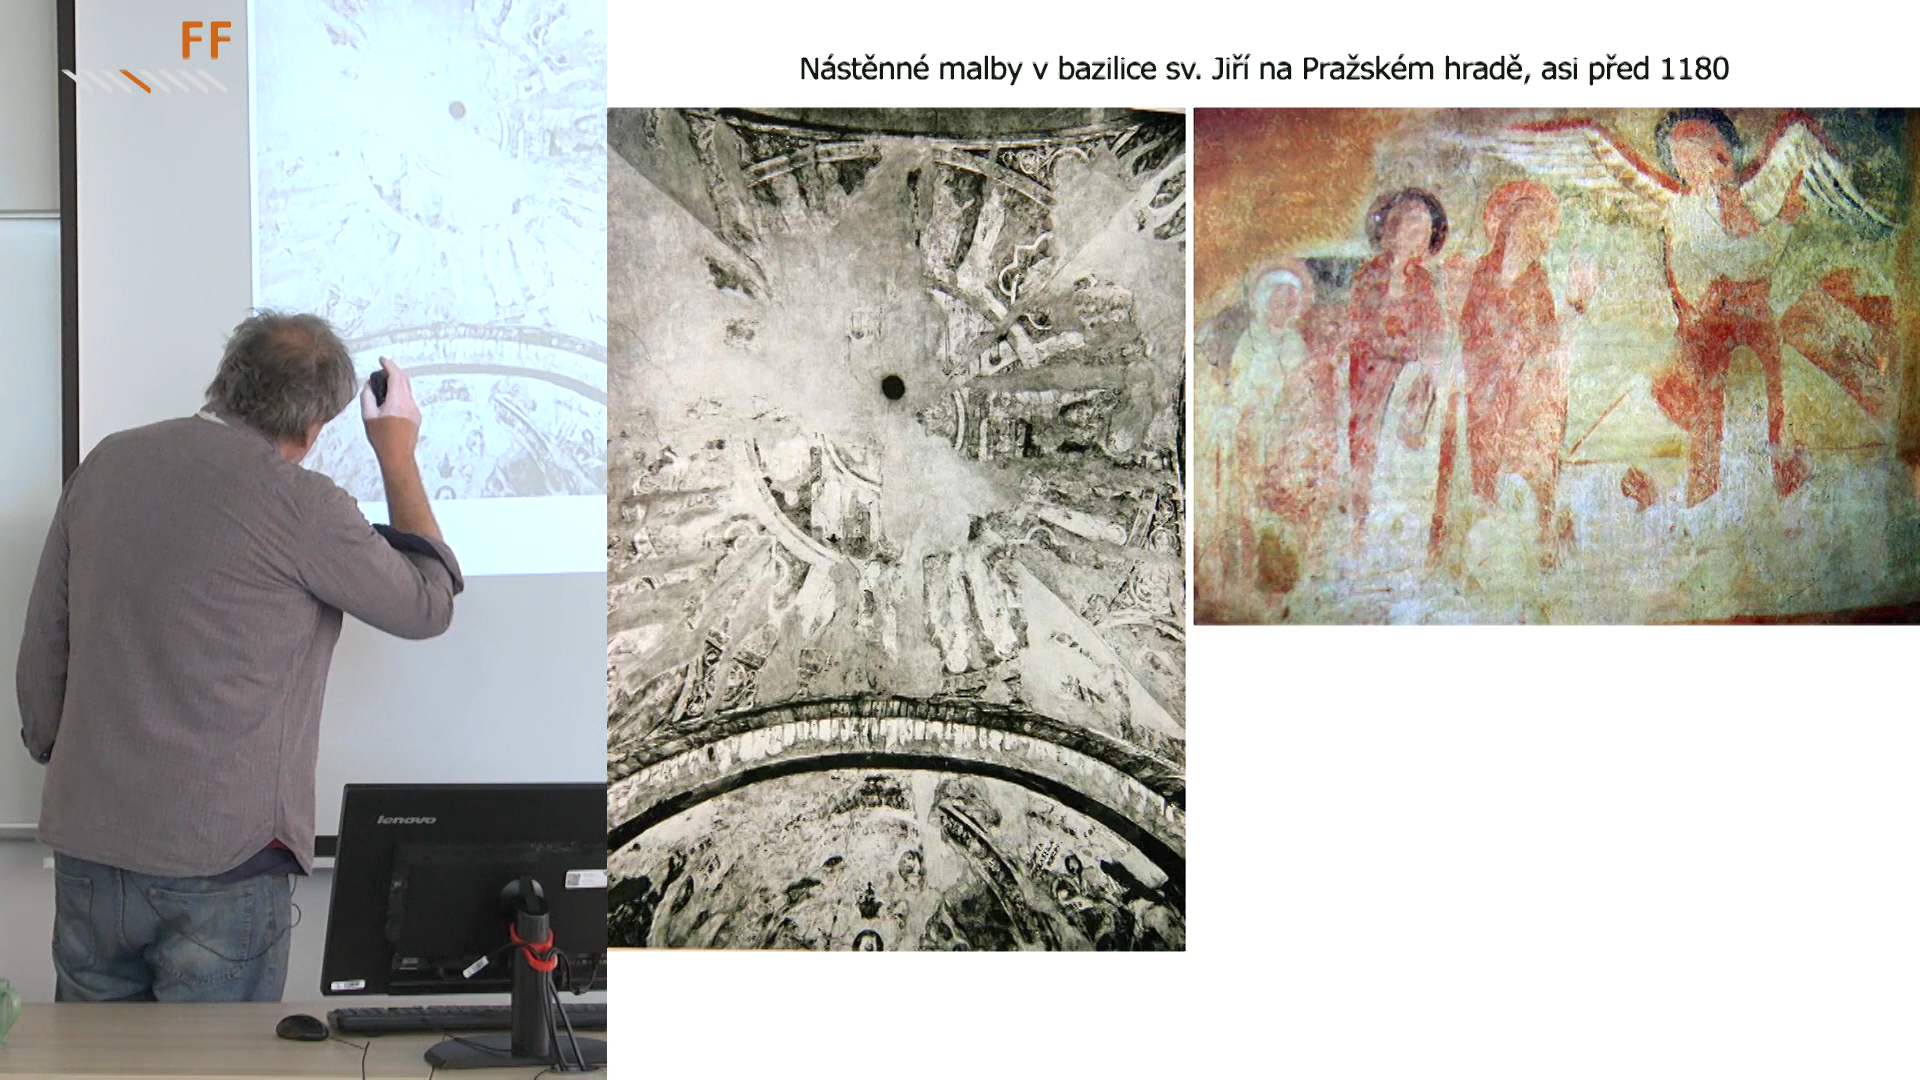 FF
Nástěnné malby v bazilice sv. Jiří na Pražském hradě, asi před 1180
lenovo